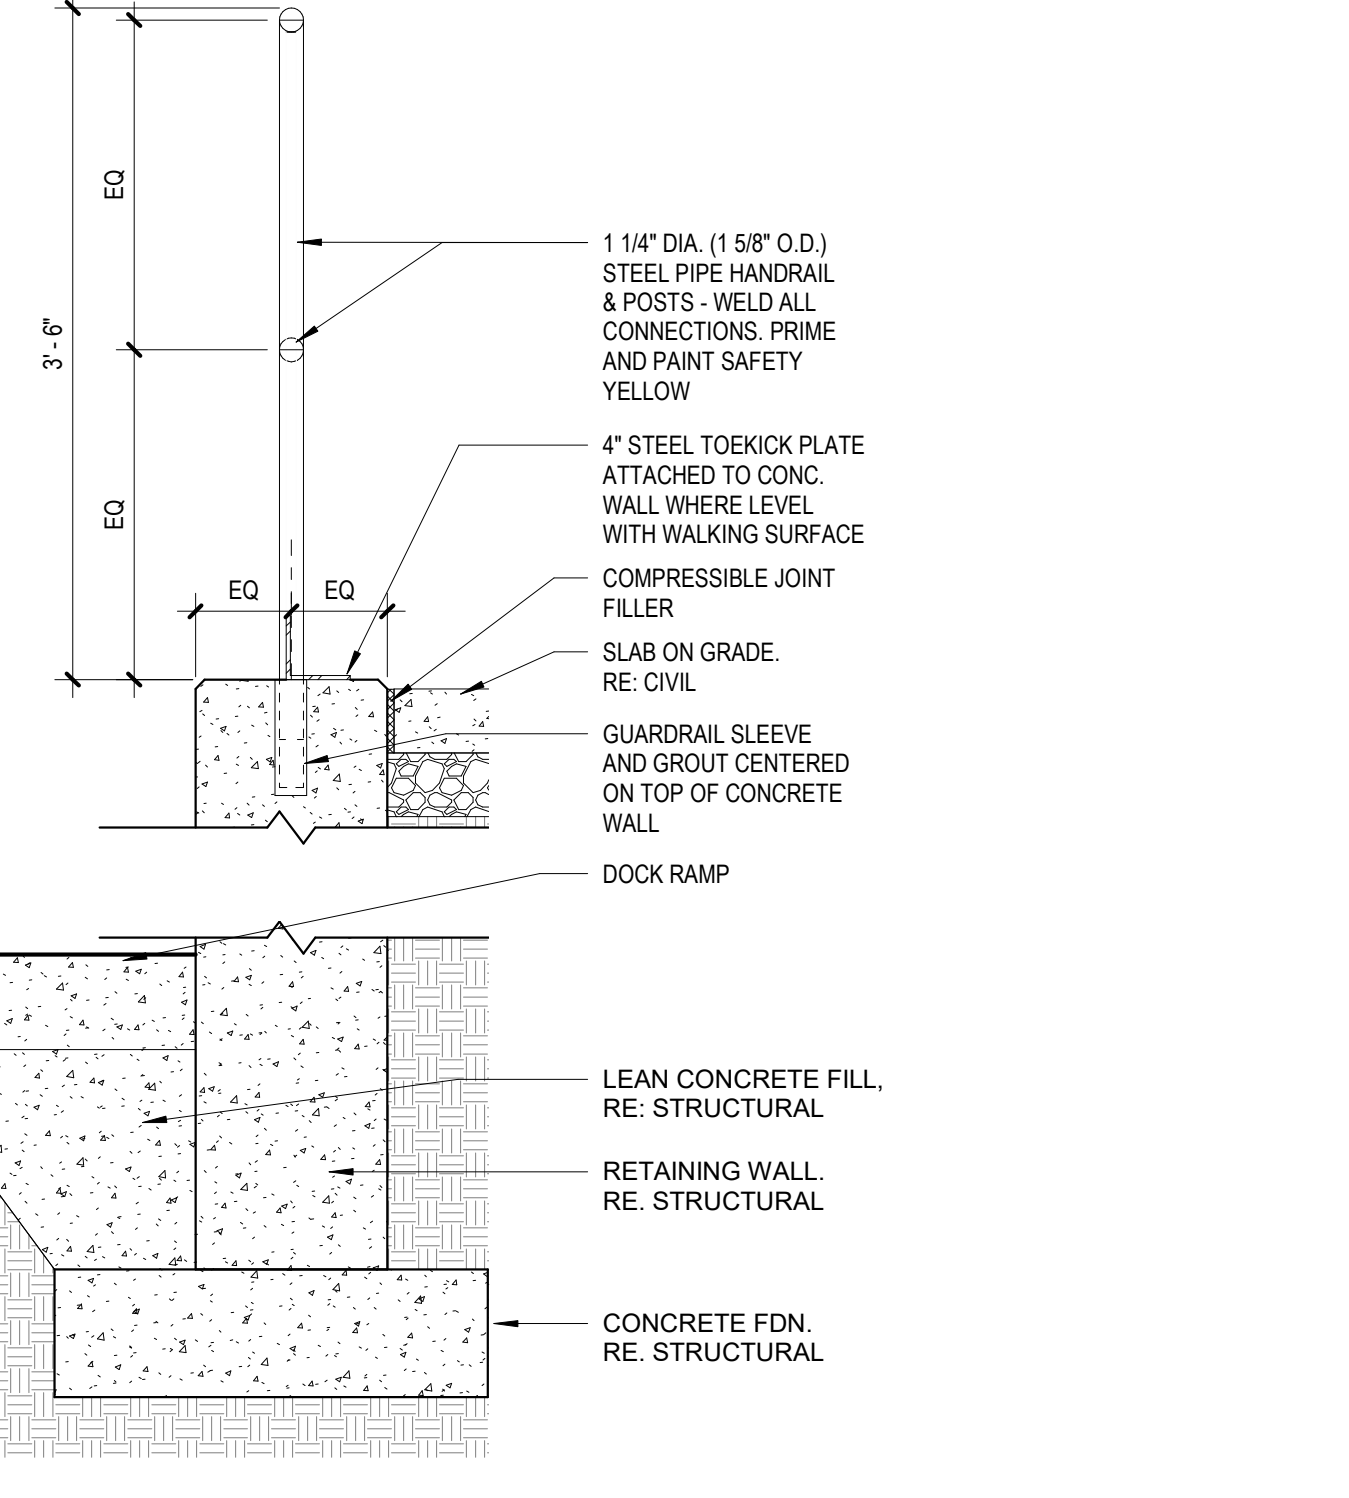 EQ
3' - 6"
EQ
EQ EQ
1 1/4" DIA. (1 5/8" O.D.)
STEEL PIPE HANDRAIL
& POSTS - WELD ALL
CONNECTIONS. PRIME
AND PAINT SAFETY
YELLOW
4" STEEL TOEKICK PLATE
ATTACHED TO CONC.
WALL WHERE LEVEL
WITH WALKING SURFACE
COMPRESSIBLE JOINT
FILLER
SLAB ON GRADE.
RE: CIVIL
GUARDRAIL SLEEVE
AND GROUT CENTERED
ON TOP OF CONCRETE
WALL
DOCK RAMP
LEAN CONCRETE FILL,
RE: STRUCTURAL
RETAINING WALL.
RE. STRUCTURAL
CONCRETE FDN.
RE. STRUCTURAL